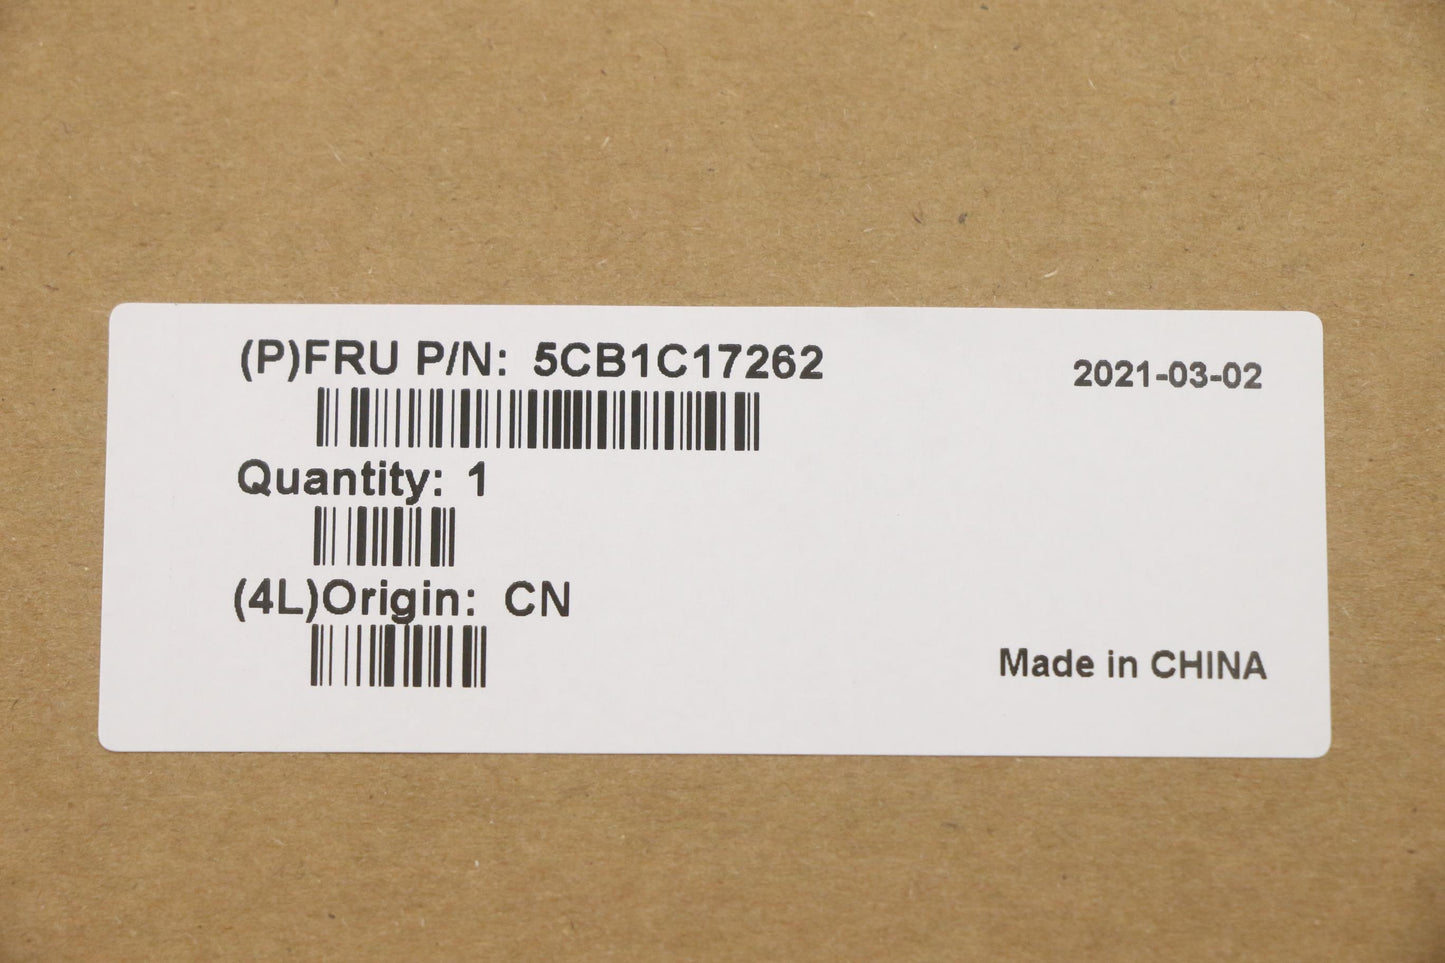 (P)FRU P/N: 5CB1C17262
2021-03-02
Quantity: 1
(4L)Origin: CN
Made in CHINA